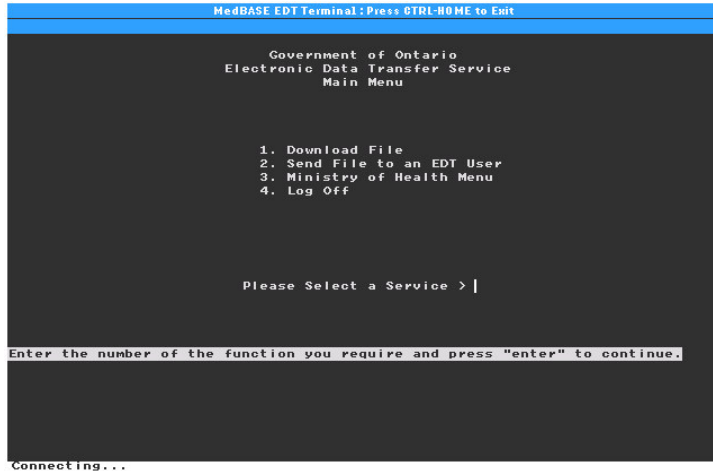 MedBASE EDT Terminal : Press CTRL-HOME to Exit
Government of Ontario
Electronic Data Transfer Service
Main Menu
1. Download File
2. Send File to an EDT User
3. Ministry of Health Menu
4. Log Off
Please Select a Service >
Enter the number of the function you require and press "enter" to continue.
Connecting...